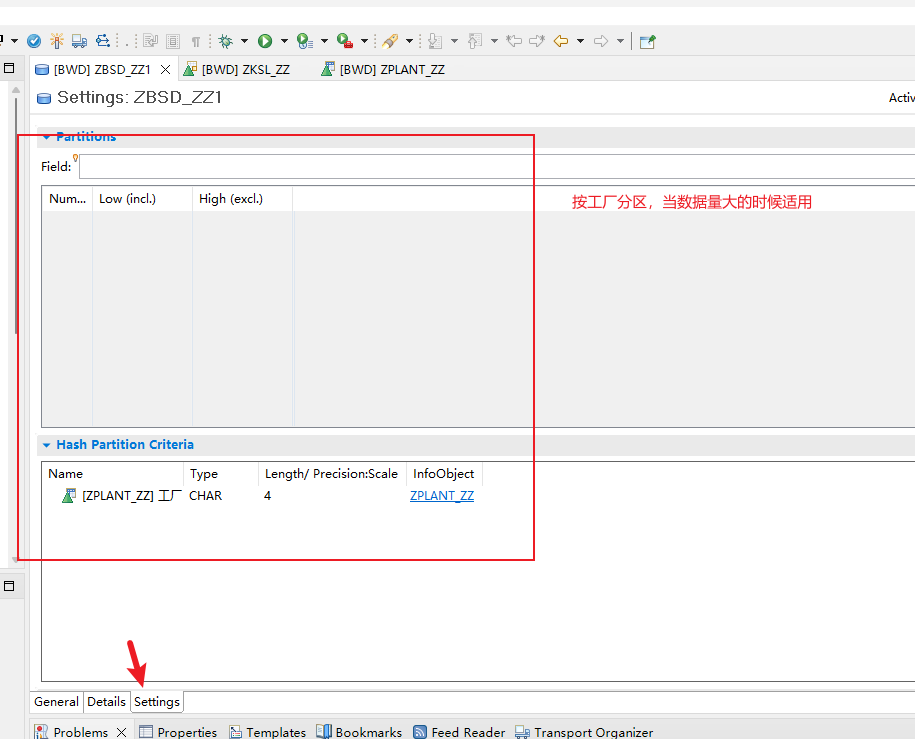 [BWD] ZBSD_ZZ1
[BWD] ZKSL_ZZ
[BWD] ZPLANT_ZZ
Settings: ZBSD_ZZ1
Activ
Partitions
Field:
Num... Low (incl.) High (excl.)
按工厂分区，当数据量大的时候适用
Hash Partition Criteria
Name Type Length/ Precision:Scale InfoObject
[ZPLANT_ZZ] 工厂 CHAR 4 ZPLANT_ZZ
General Details Settings
Problems Properties Templates Bookmarks Feed Reader Transport Organizer